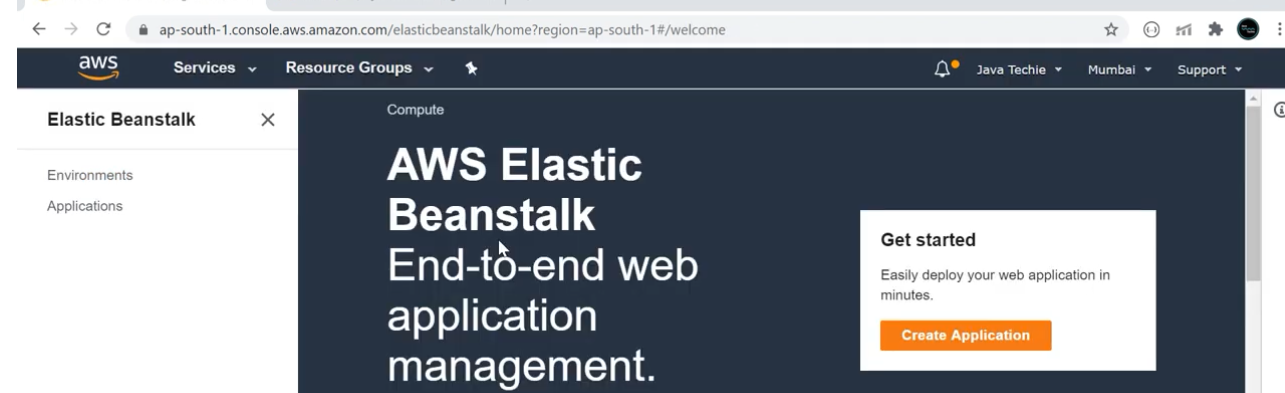 ap-south-1.console.aws.amazon.com/elasticbeanstalk/home?region=ap-south-1#/welcome
aws Services Resource Groups Java Techie Mumbai Support
Elastic Beanstalk
Environments
Applications
Compute
AWS Elastic
Beanstalk
End-to-end web
application
management.
Get started
Easily deploy your web application in
minutes.
Create Application